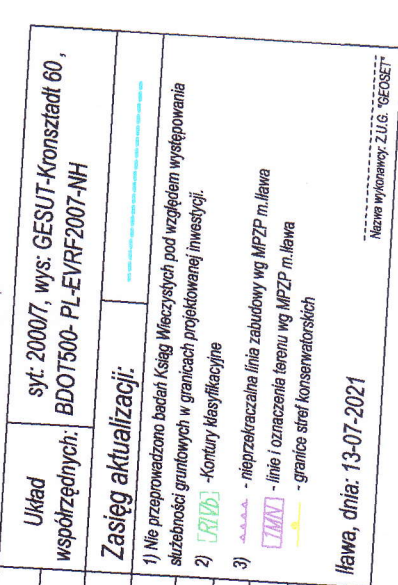 Układ współrzędnych:
syt: 2000/7, wys: GESUT-Kronsztadt 60 ,
BDOT500- PL-EVRF2007-NH
Zasięg aktualizacji:
1) Nie przeprowadzono badań Ksiąg Wieczystych pod względem występowania
służebności gruntowych w granicach projektowanej inwestycji.
2) RIVb -Kontury klasyfikacyjne
3) - nieprzekraczalna linia zabudowy wg MPZP m.Iława
1MN - linie i oznaczenia terenu wg MPZP m.Iława
- granice stref konserwatorskich
Iława, dnia: 13-07-2021
Nazwa wykonawcy: Z.U.G. "GEOSET"